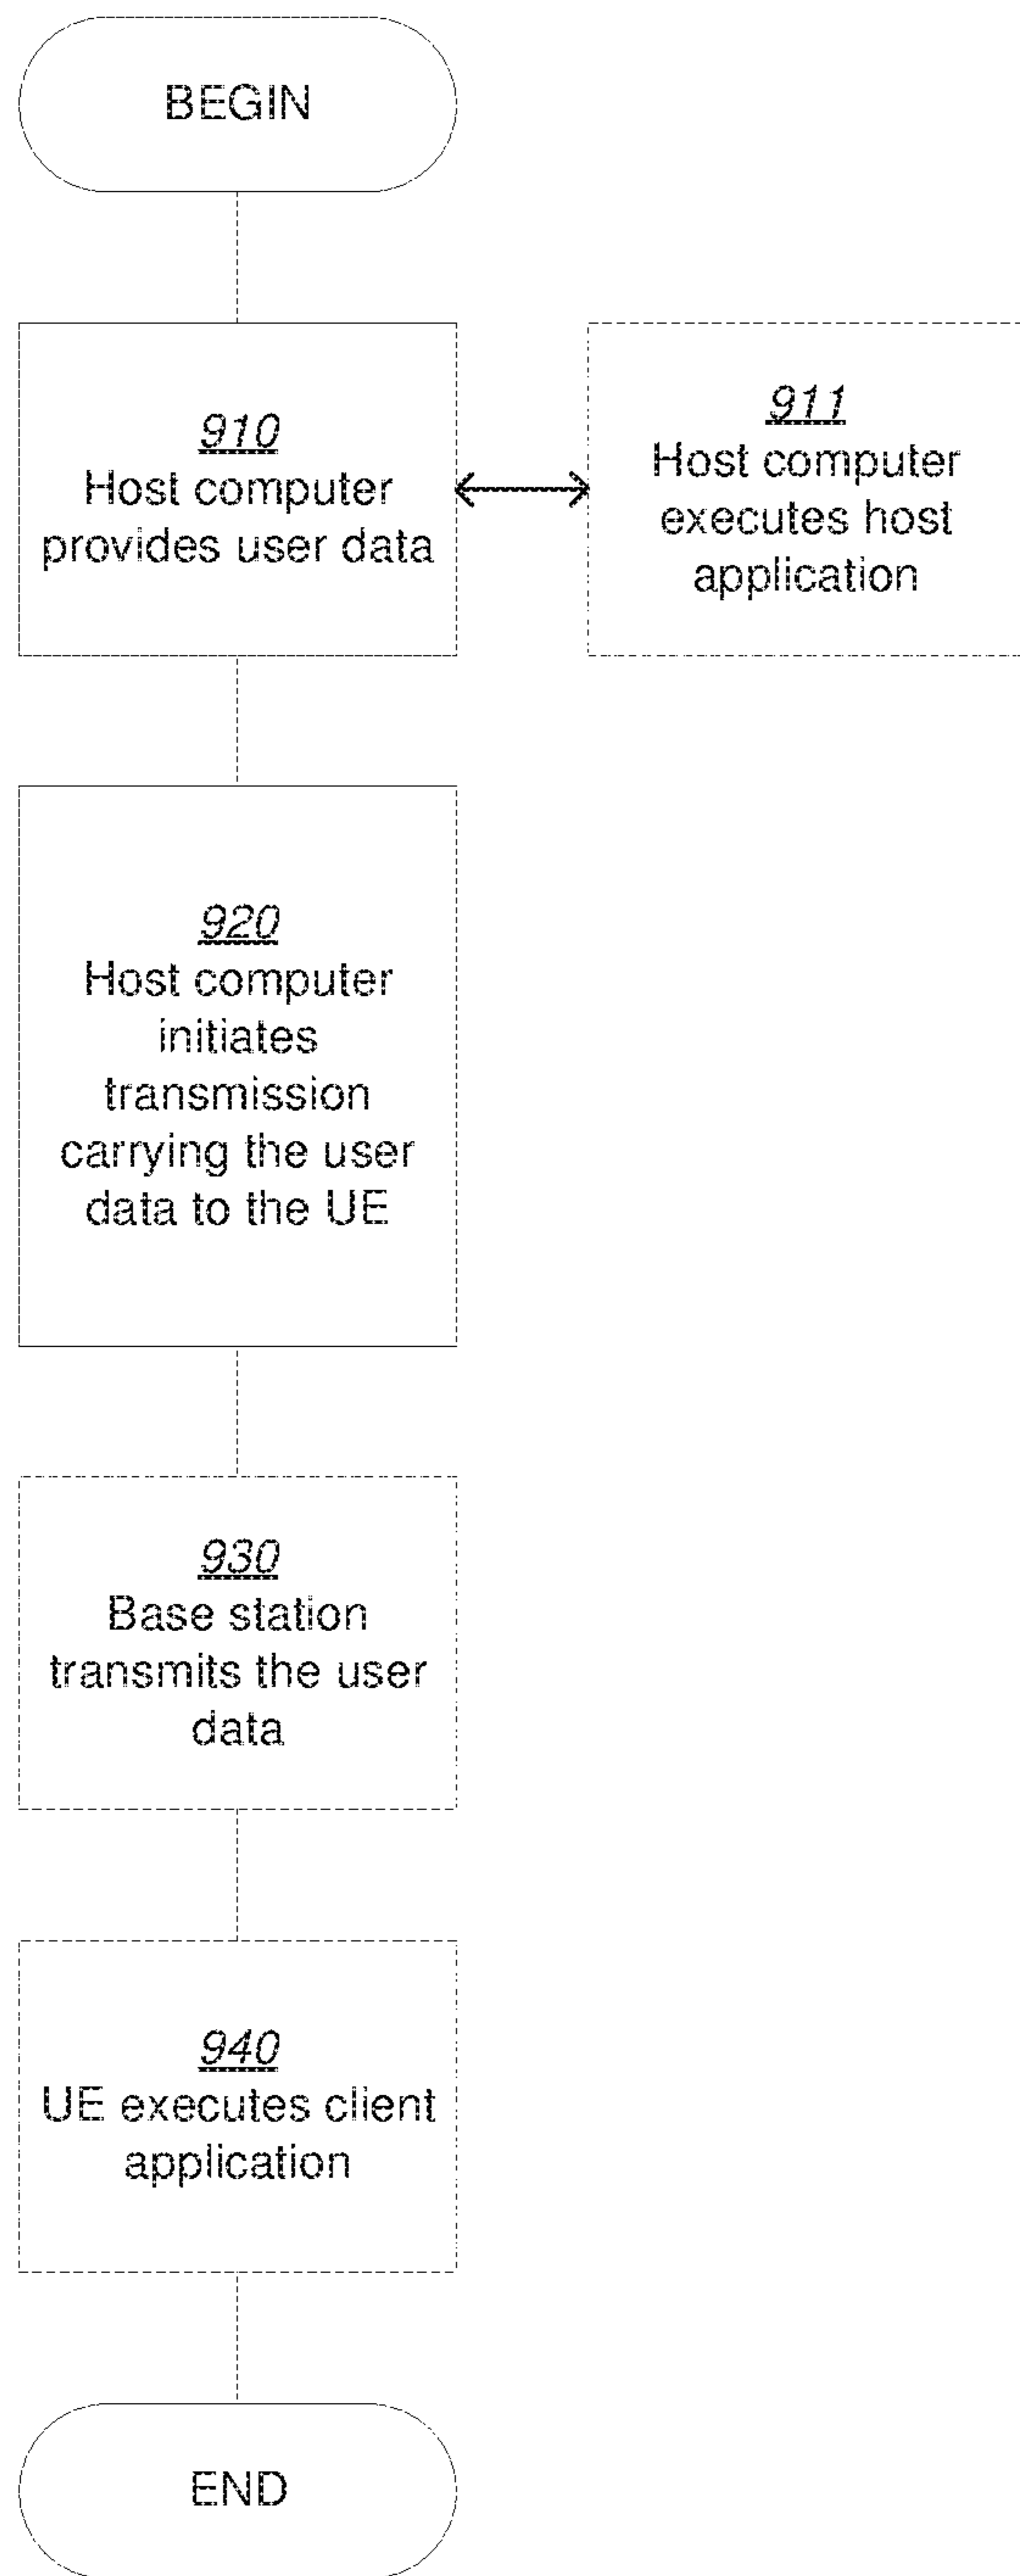 BEGIN
910
Host computer
provides user data
911
Host computer
executes host
application
920
Host computer
initiates
transmission
carrying the user
data to the UE
930
Base station
transmits the user
data
940
UE executes client
application
END